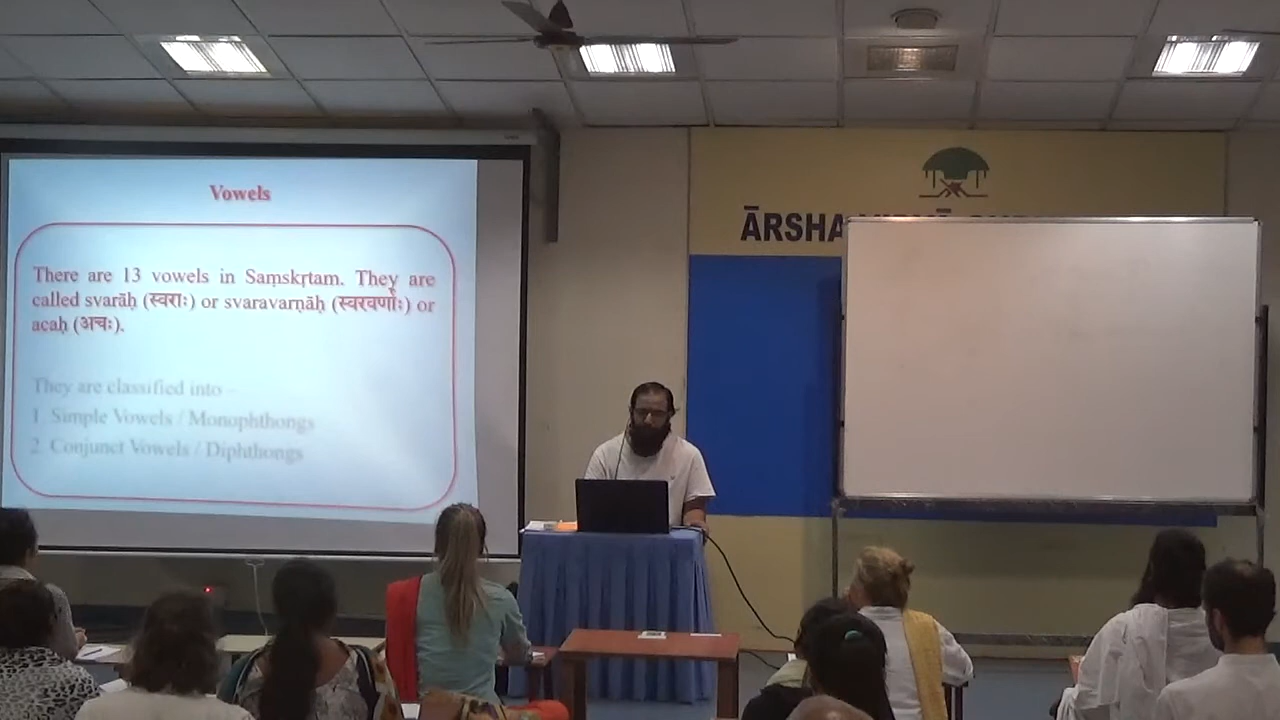 Vowels
There are 13 vowels in Saṃskṛtam. They are
called svarāḥ (स्वराः) or svaravarṇāḥ (स्वरवर्णाः) or
acaḥ (अचः).
They are classified into –
1. Simple Vowels / Monophthongs
2. Conjunct Vowels / Diphthongs
ĀRSHA